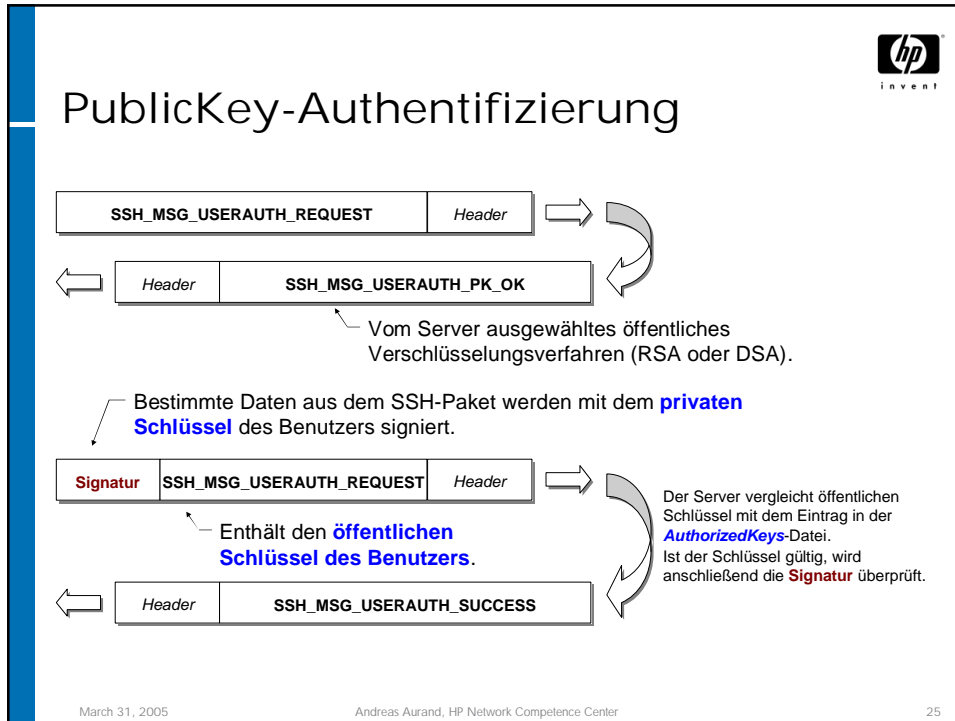 hp
invent
PublicKey-Authentifizierung
SSH_MSG_USERAUTH_REQUEST Header
Header SSH_MSG_USERAUTH_PK_OK
Vom Server ausgewähltes öffentliches
Verschlüsselungsverfahren (RSA oder DSA).
Bestimmte Daten aus dem SSH-Paket werden mit dem privaten
Schlüssel des Benutzers signiert.
Signatur SSH_MSG_USERAUTH_REQUEST Header
Enthält den öffentlichen
Schlüssel des Benutzers.
Der Server vergleicht öffentlichen
Schlüssel mit dem Eintrag in der
AuthorizedKeys-Datei.
Ist der Schlüssel gültig, wird
anschließend die Signatur überprüft.
Header SSH_MSG_USERAUTH_SUCCESS
March 31, 2005 Andreas Aurand, HP Network Competence Center 25